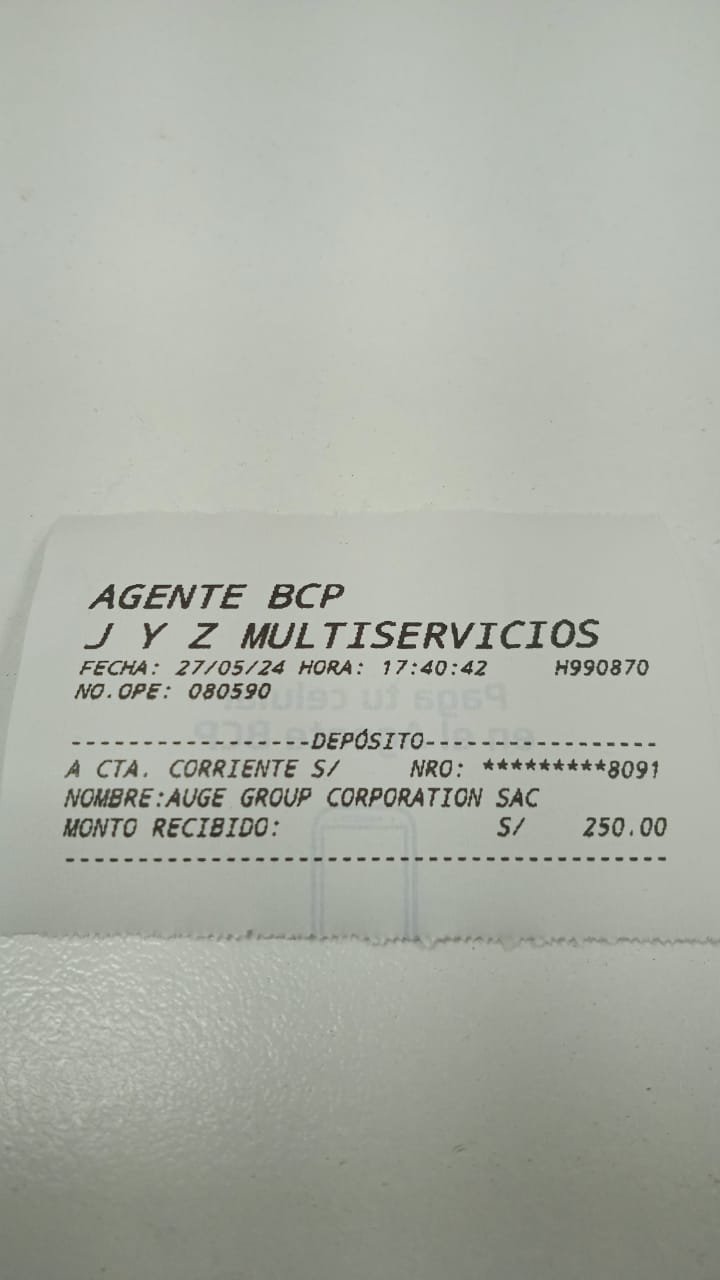 AGENTE BCP
J Y Z MULTISERVICIOS
FECHA: 27/05/24 HORA: 17:40:42 H990870
NO.OPE: 080590
-----------------DEPÓSITO-----------------
A CTA. CORRIENTE S/ NRO: *********8091
NOMBRE:AUGE GROUP CORPORATION SAC
MONTO RECIBIDO: S/ 250.00
------------------------------------------
Paga tu celular
en el Agente BCP